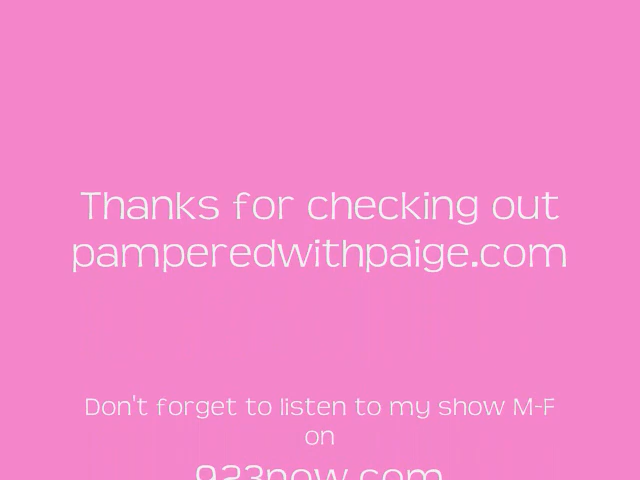 Thanks for checking out
pamperedwithpaige.com
Don't forget to listen to my show M-F
on
923now.com